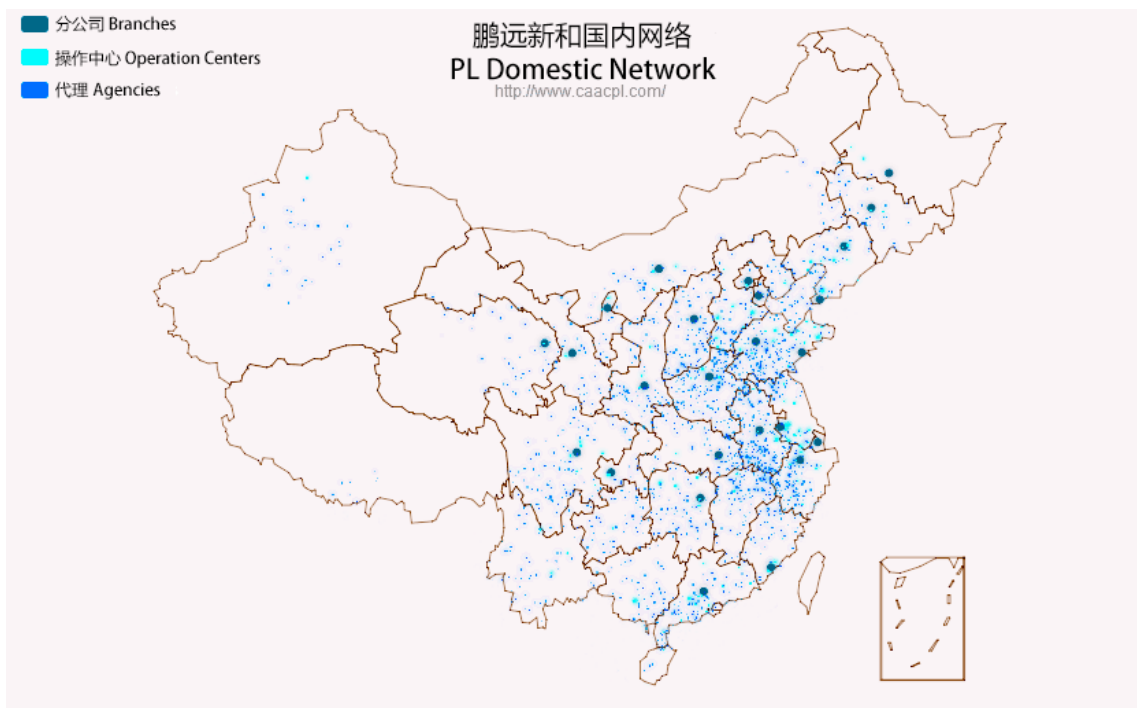 分公司 Branches
操作中心 Operation Centers
代理 Agencies
鹏远新和国内网络
PL Domestic Network
http://www.caacpl.com/